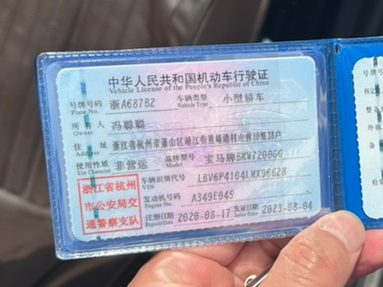 中华人民共和国机动车行驶证
Vehicle License of the People's Republic of China
号牌号码 浙A687B2 车辆类型 小型轿车
Plate No. Vehicle Type
所有人 冯聪聪
Owner
住址 浙江省杭州市萧山区
Address
使用性质 非营运 品牌型号 宝马牌
Use Character Model
浙江省杭州 车辆识别代号
市公安局交 VIN
通警察支队 发动机号码 A349E045
Engine No.
注册日期 2020-08-17 发证日期 2023-08-04
Register Date Issue Date